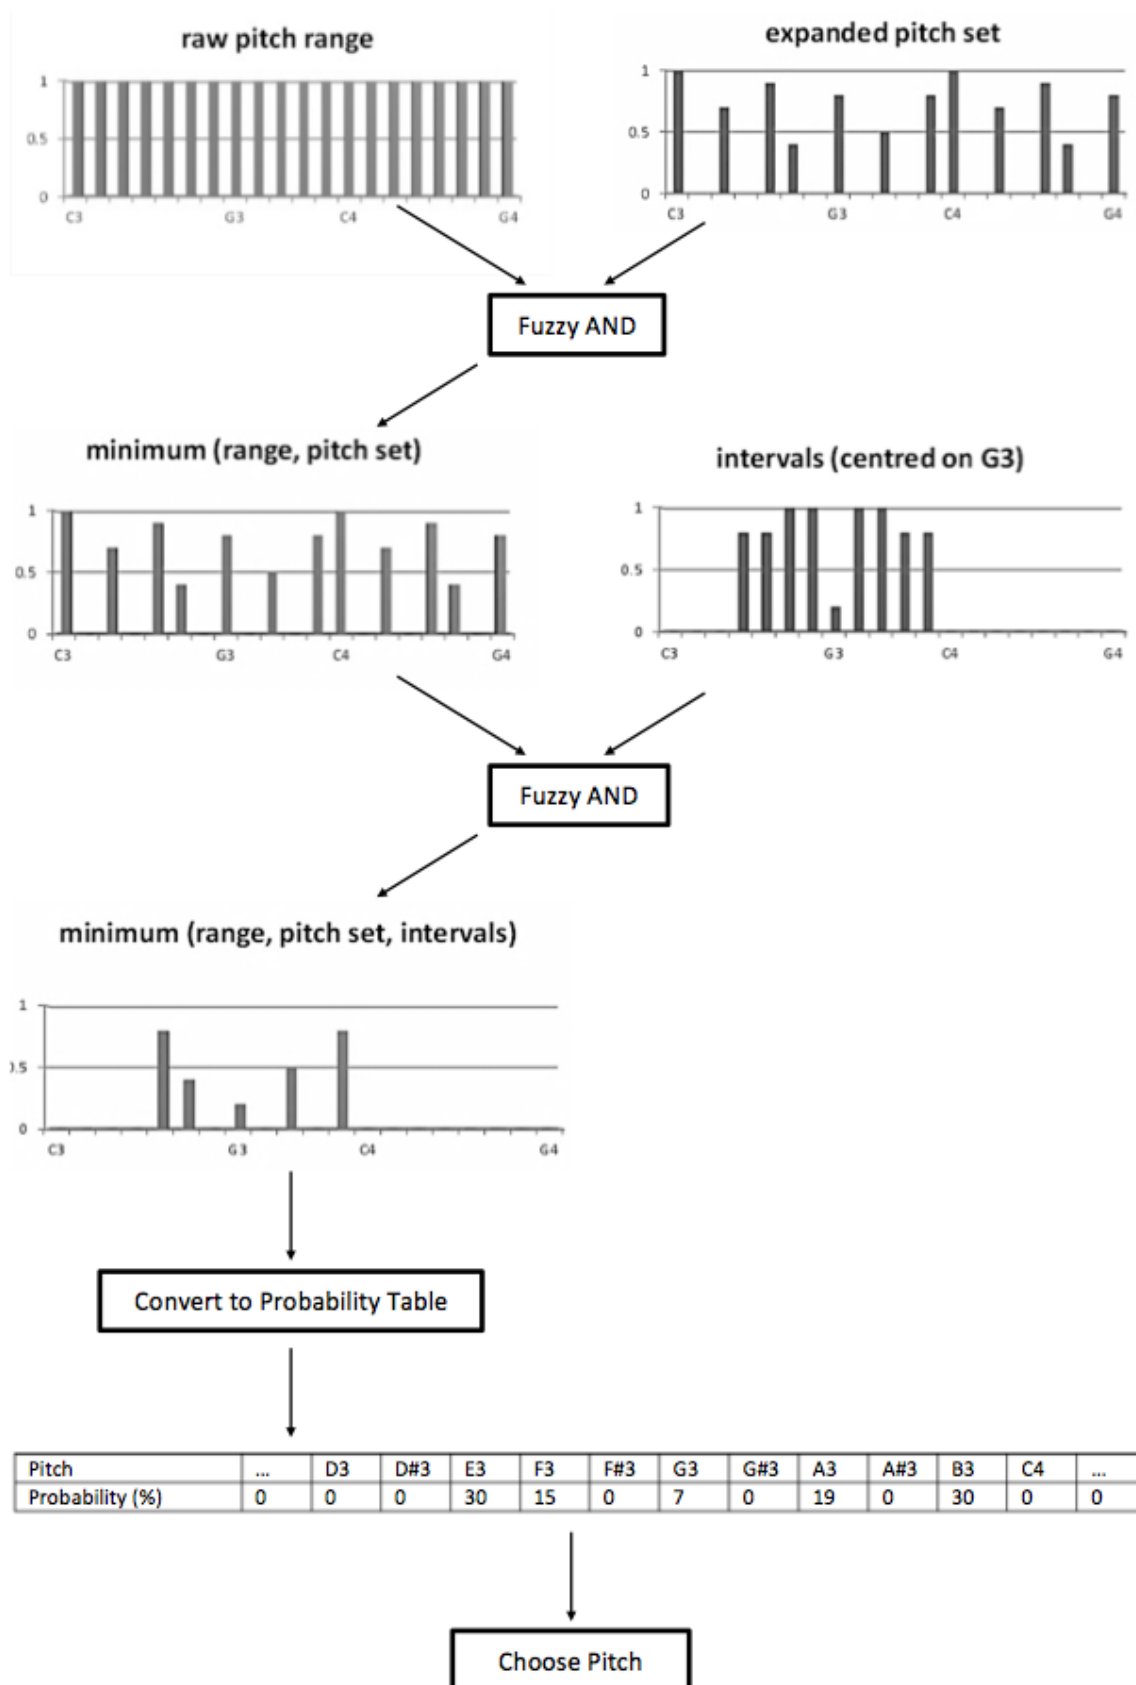 raw pitch range
expanded pitch set
1
0.5
0
C3 G3 C4 G4
1
0.5
0
C3 G3 C4 G4
Fuzzy AND
minimum (range, pitch set)
intervals (centred on G3)
1
0.5
0
C3 G3 C4 G4
1
0.5
0
C3 G3 C4 G4
Fuzzy AND
minimum (range, pitch set, intervals)
1
0.5
0
C3 G3 C4 G4
Convert to Probability Table
Pitch ... D3 D#3 E3 F3 F#3 G3 G#3 A3 A#3 B3 C4 ...
Probability (%) 0 0 0 30 15 0 7 0 19 0 30 0 0
Choose Pitch